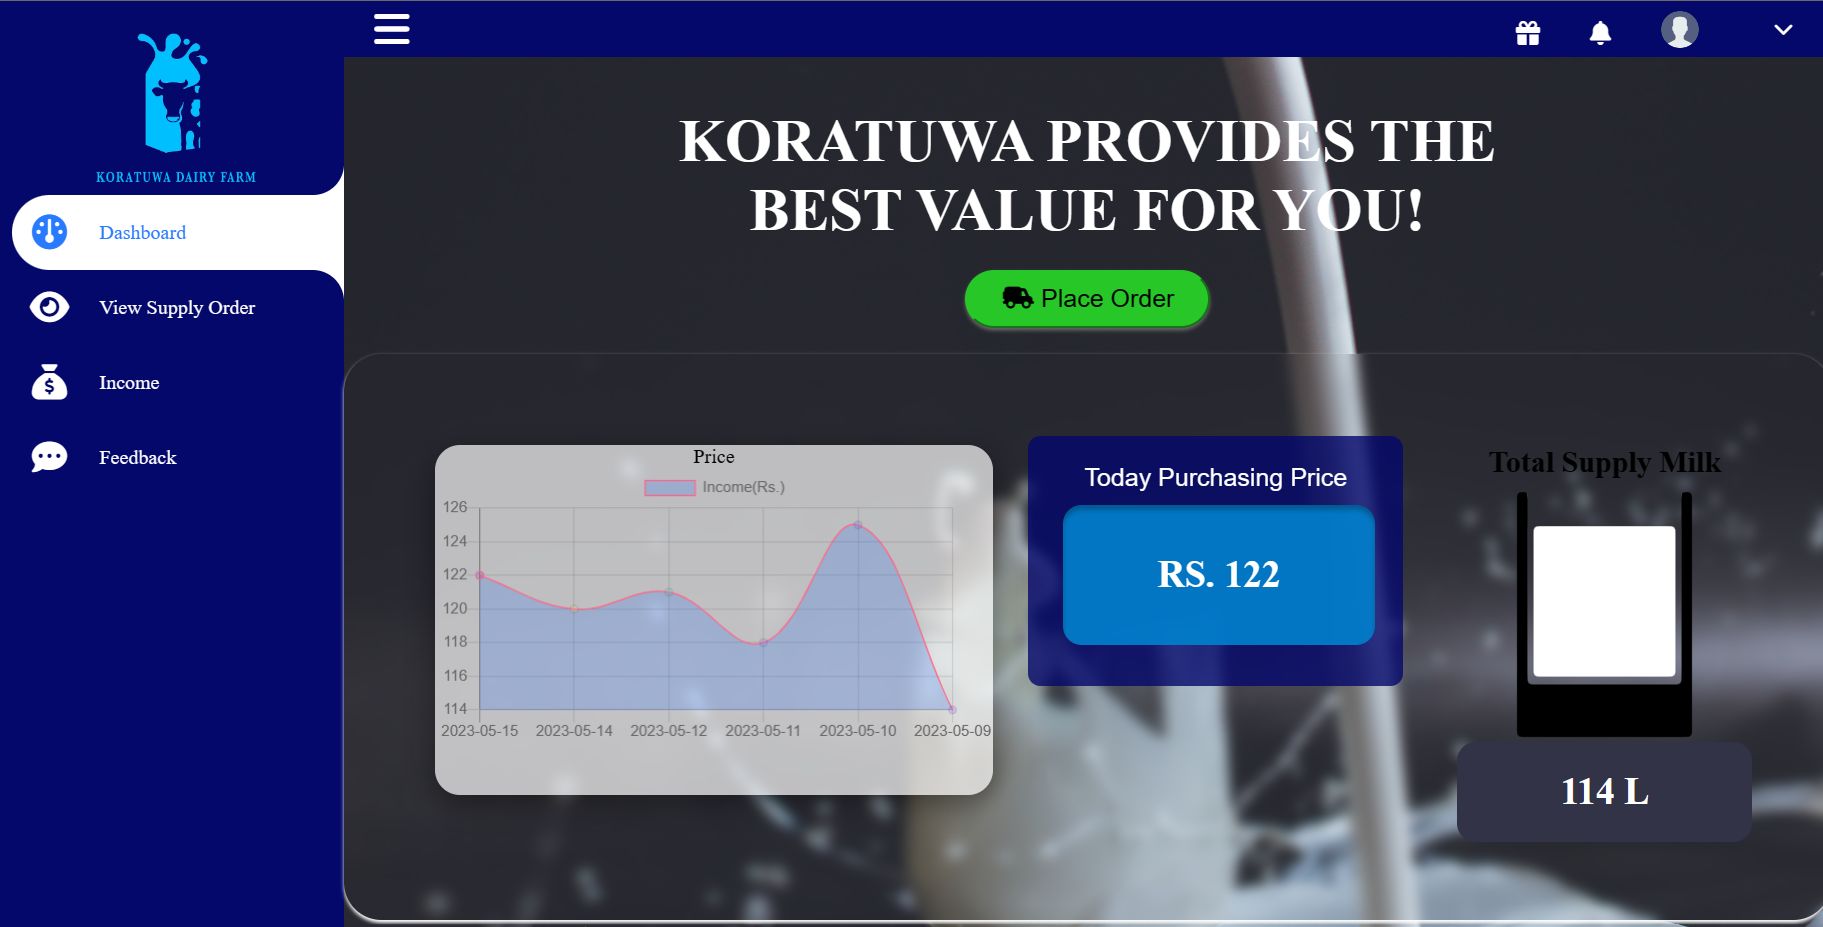 KORATUWA DAIRY FARM
Dashboard
View Supply Order
Income
Feedback
KORATUWA PROVIDES THE
BEST VALUE FOR YOU!
Place Order
Price
Income(Rs.)
126
124
122
120
118
116
114
2023-05-15 2023-05-14 2023-05-12 2023-05-11 2023-05-10 2023-05-09
Today Purchasing Price
RS. 122
Total Supply Milk
114 L